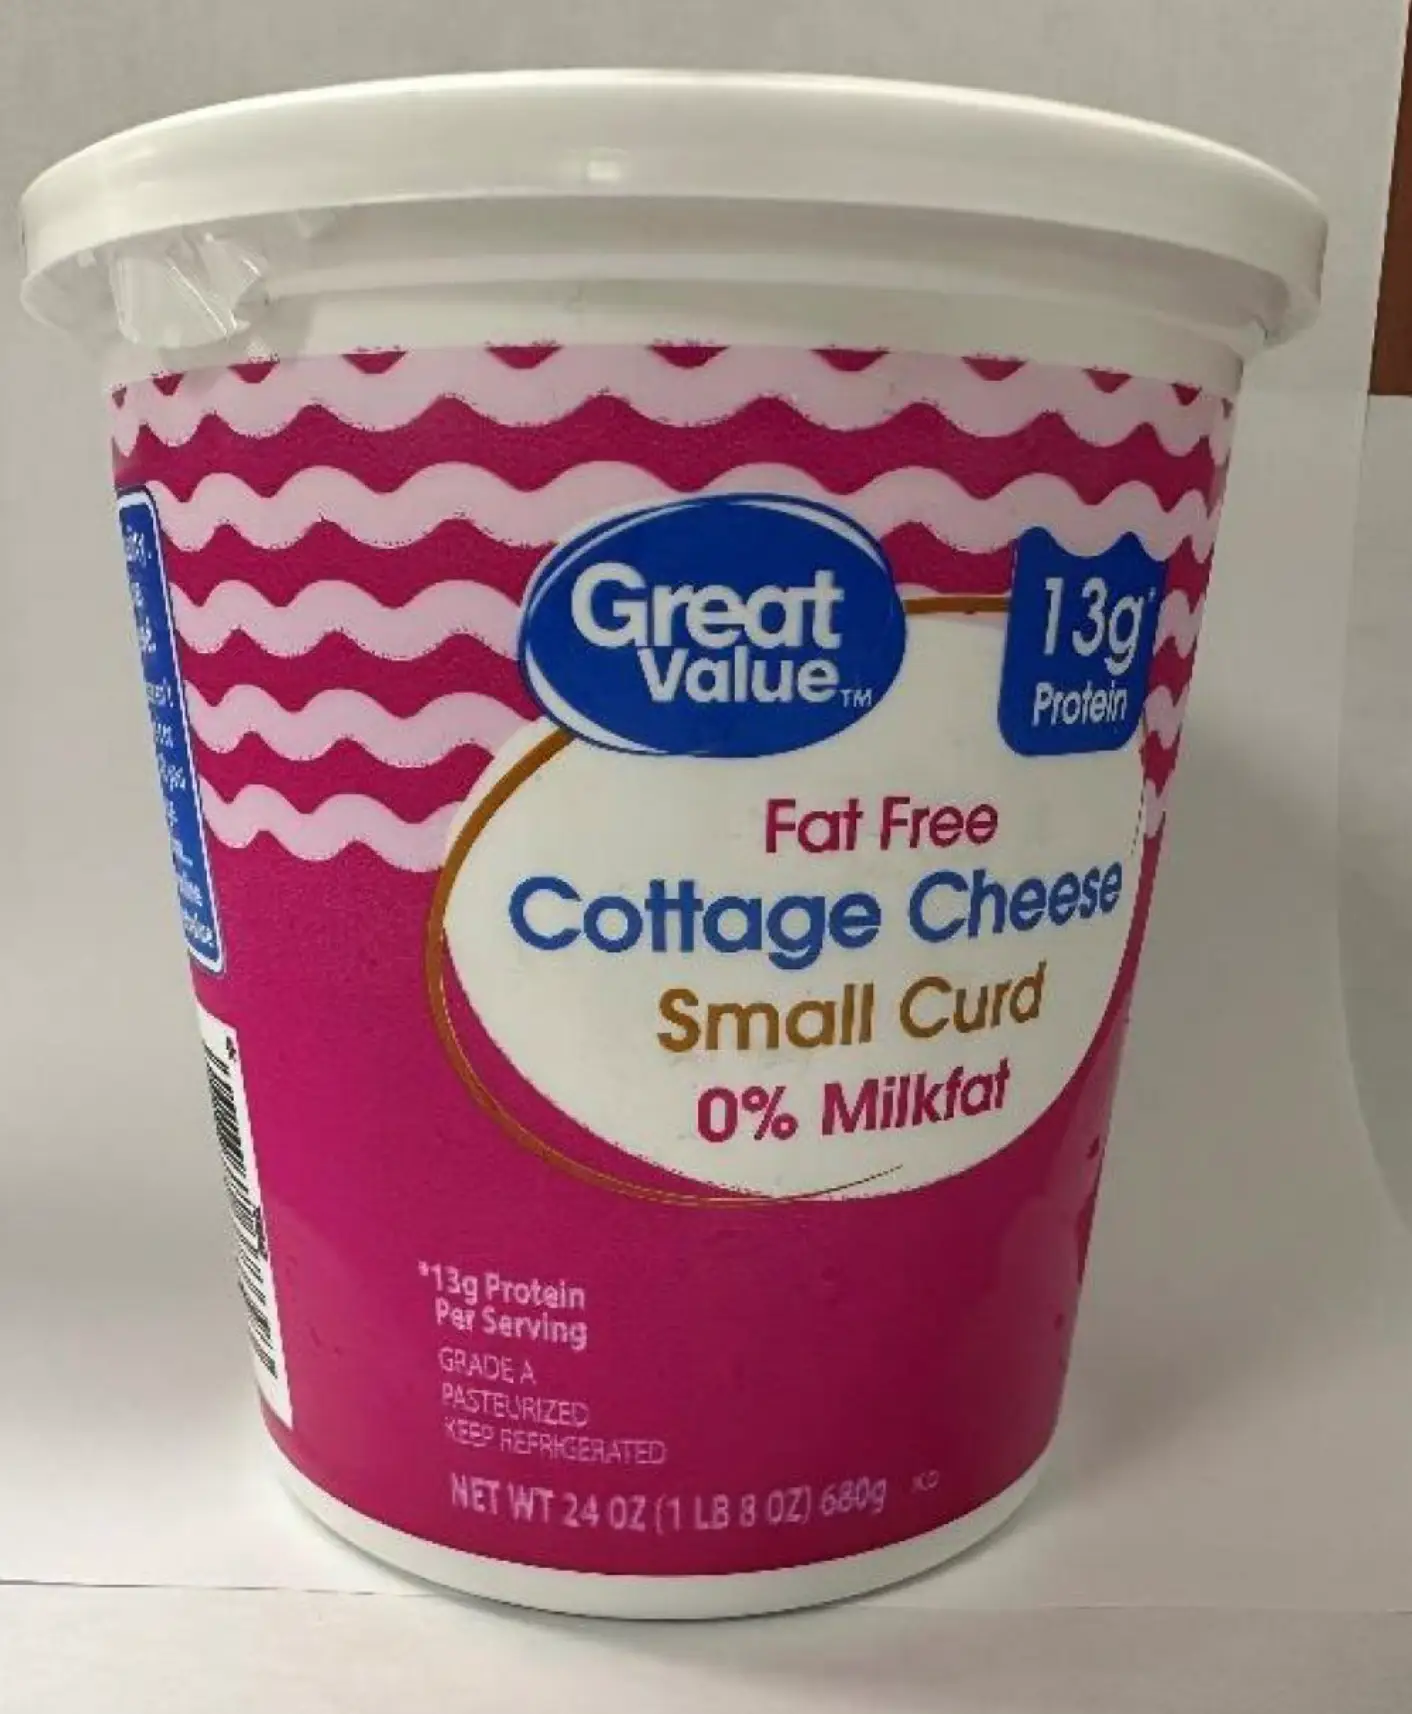 Great
Value™
13g*
Protein
Fat Free
Cottage Cheese
Small Curd
0% Milkfat
*13g Protein
Per Serving
GRADE A
PASTEURIZED
KEEP REFRIGERATED
NET WT 24 OZ (1 LB 8 OZ) 680g